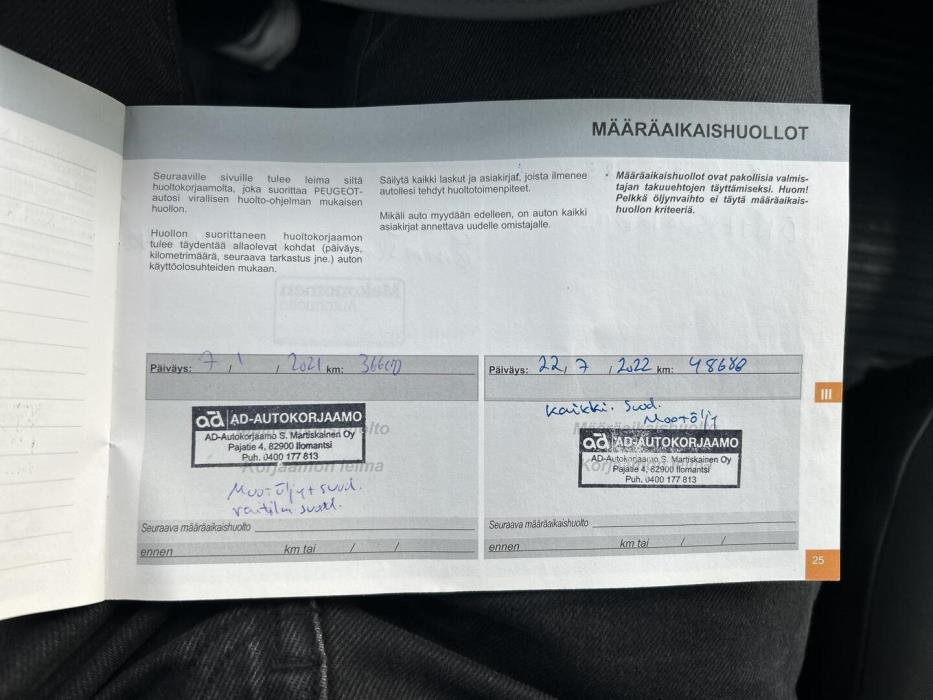 MÄÄRÄAIKAISHUOLLOT
Seuraaville sivuille tulee leima siltä
huoltokorjaamolta, joka suorittaa PEUGEOT-
autosi virallisen huolto-ohjelman mukaisen
huollon.
Huollon suorittaneen huoltokorjaamon
tulee täydentää allaolevat kohdat (päiväys,
kilometrimäärä, seuraava tarkastus jne.) auton
käyttöolosuhteiden mukaan.
Säilytä kaikki laskut ja asiakirjat, joista ilmenee
autollesi tehdyt huoltotoimenpiteet.
Mikäli auto myydään edelleen, on auton kaikki
asiakirjat annettava uudelle omistajalle.
• Määräaikaishuollot ovat pakollisia valmis-
tajan takuuehtojen täyttämiseksi. Huom!
Pelkkä öljynvaihto ei täytä määräaikais-
huollon kriteeriä.
Päiväys: 7 / 1 / 2021 km:
ad AD-AUTOKORJAAMO
AD-Autokorjaamo S. Martiskainen Oy
Pajatie 4, 82900 Ilomantsi
Puh. 0400 177 813
Korjaamon leima
Seuraava määräaikaishuolto
ennen km tai / /
Päiväys: 22, 7 / 2022 km: 48688
Kaikki. Suod.
Mootöljt
ad AD-AUTOKORJAAMO
AD-Autokorjaamo S. Martiskainen Oy
Pajatie 4, 82900 Ilomantsi
Puh. 0400 177 813
Seuraava määräaikaishuolto
ennen km tai / /
III
25